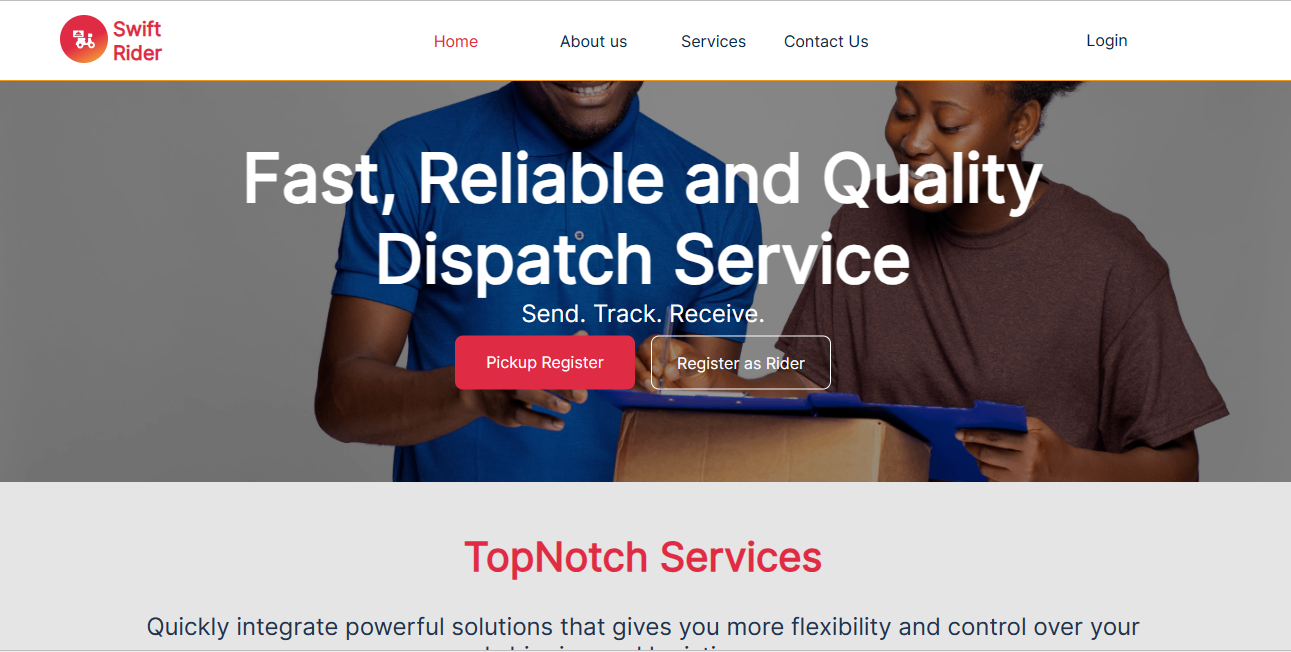 Swift
Rider
Home
About us
Services
Contact Us
Login
Fast, Reliable and Quality
Dispatch Service
Send. Track. Receive.
Pickup Register
Register as Rider
TopNotch Services
Quickly integrate powerful solutions that gives you more flexibility and control over your